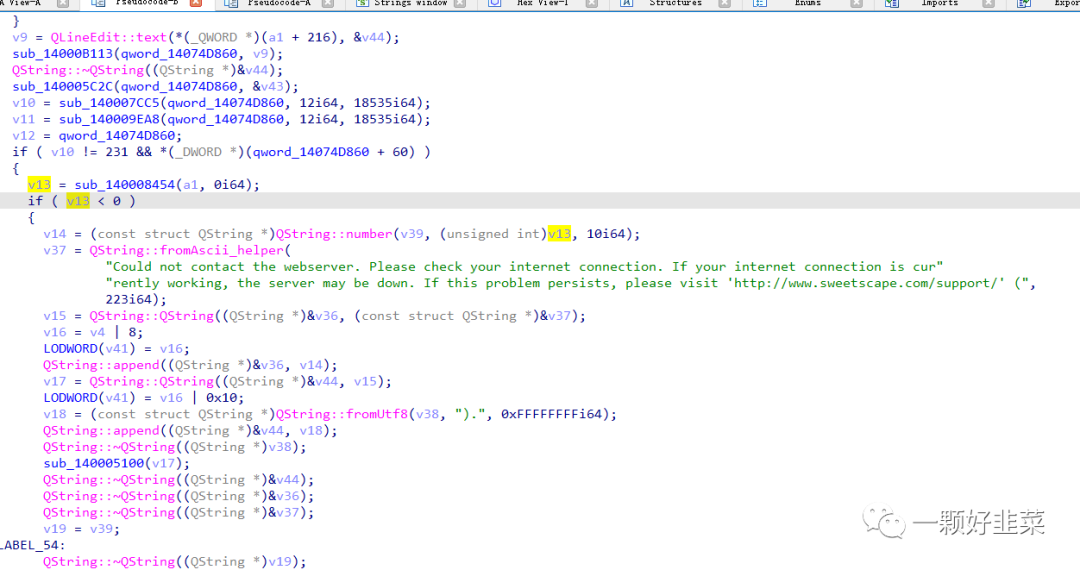 A View-A Pseudocode-B Pseudocode-A Strings window Hex View-1 Structures Enums Imports Expor
}
v9 = QLineEdit::text(*(_QWORD *)(a1 + 216), &v44);
sub_14000B113(qword_14074D860, v9);
QString::~QString((QString *)&v44);
sub_140005C2C(qword_14074D860, &v43);
v10 = sub_140007CC5(qword_14074D860, 12i64, 18535i64);
v11 = sub_140009EA8(qword_14074D860, 12i64, 18535i64);
v12 = qword_14074D860;
if ( v10 != 231 && *(_DWORD *)(qword_14074D860 + 60) )
{
v13 = sub_140008454(a1, 0i64);
if ( v13 < 0 )
{
v14 = (const struct QString *)QString::number(v39, (unsigned int)v13, 10i64);
v37 = QString::fromAscii_helper(
"Could not contact the webserver. Please check your internet connection. If your internet connection is cur"
"rently working, the server may be down. If this problem persists, please visit 'http://www.sweetscape.com/support/' (",
223i64);
v15 = QString::QString((QString *)&v36, (const struct QString *)&v37);
v16 = v4 | 8;
LODWORD(v41) = v16;
QString::append((QString *)&v36, v14);
v17 = QString::QString((QString *)&v44, v15);
LODWORD(v41) = v16 | 0x10;
v18 = (const struct QString *)QString::fromUtf8(v38, ").", 0xFFFFFFFFi64);
QString::append((QString *)&v44, v18);
QString::~QString((QString *)v38);
sub_140005100(v17);
QString::~QString((QString *)&v44);
QString::~QString((QString *)&v36);
QString::~QString((QString *)&v37);
v19 = v39;
LABEL_54:
QString::~QString((QString *)v19);
一颗好韭菜